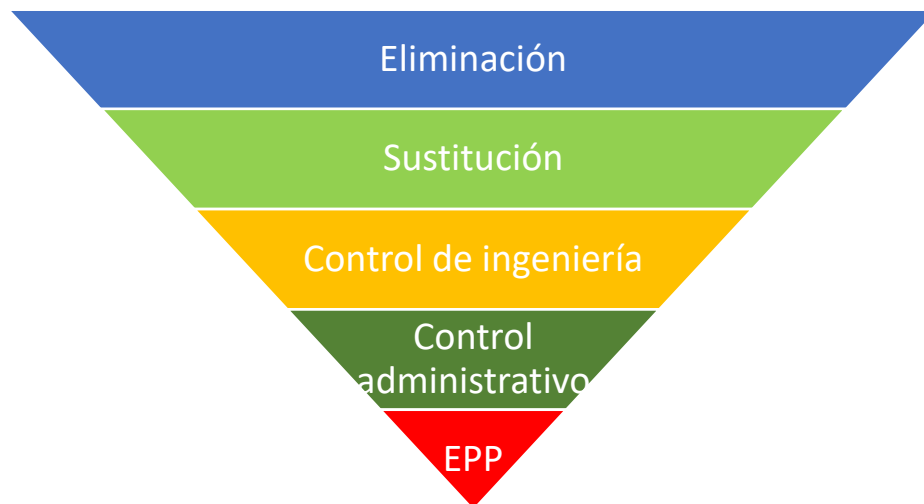 Eliminación
Sustitución
Control de ingeniería
Control
administrativo
EPP